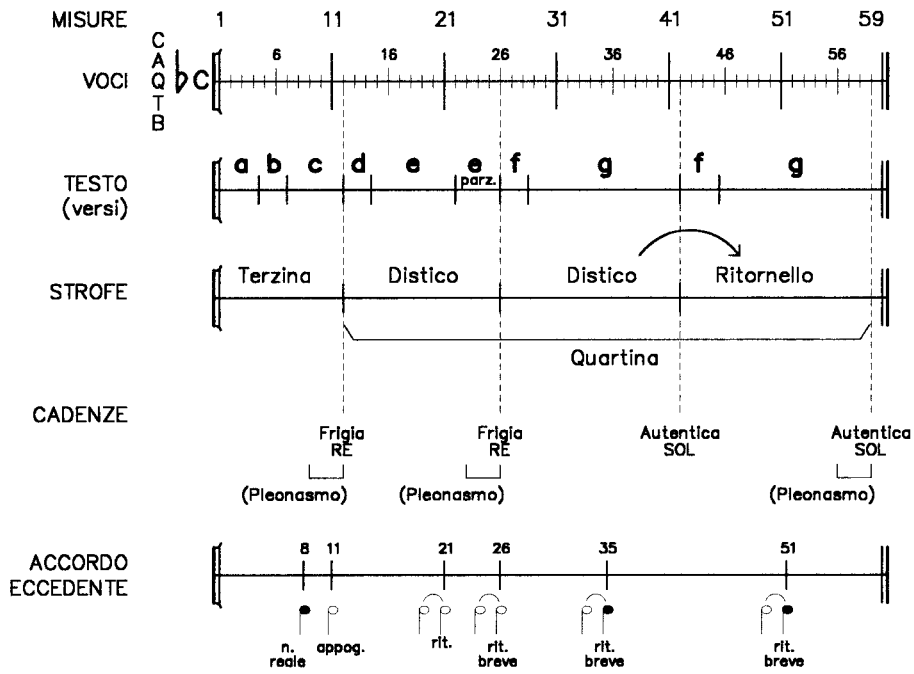 MISURE 1 11 21 31 41 51 59
6 16 26 36 46 56
VOCI C A Q T B ♭ C
a b c d e e f g f g
parz.
TESTO
(versi)
Terzina Distico Distico Ritornello
STROFE
Quartina
CADENZE
Frigia Frigia Autentica Autentica
RE RE SOL SOL
(Pleonasmo) (Pleonasmo) (Pleonasmo)
8 11 21 26 35 51
ACCORDO
ECCEDENTE
n. appog. rit. rit. rit. rit.
reale breve breve breve